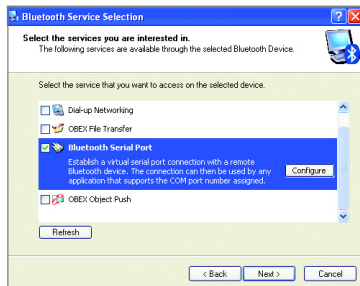 Bluetooth Service Selection
Select the services you are interested in.
The following services are available through the selected Bluetooth Device.
Select the service that you want to access on the selected device.
Dial-up Networking
OBEX File Transfer
Bluetooth Serial Port
Establish a virtual serial port connection with a remote
Bluetooth device. The connection can then be used by any
application that supports the COM port number assigned.
Configure
OBEX Object Push
Refresh
< Back
Next >
Cancel